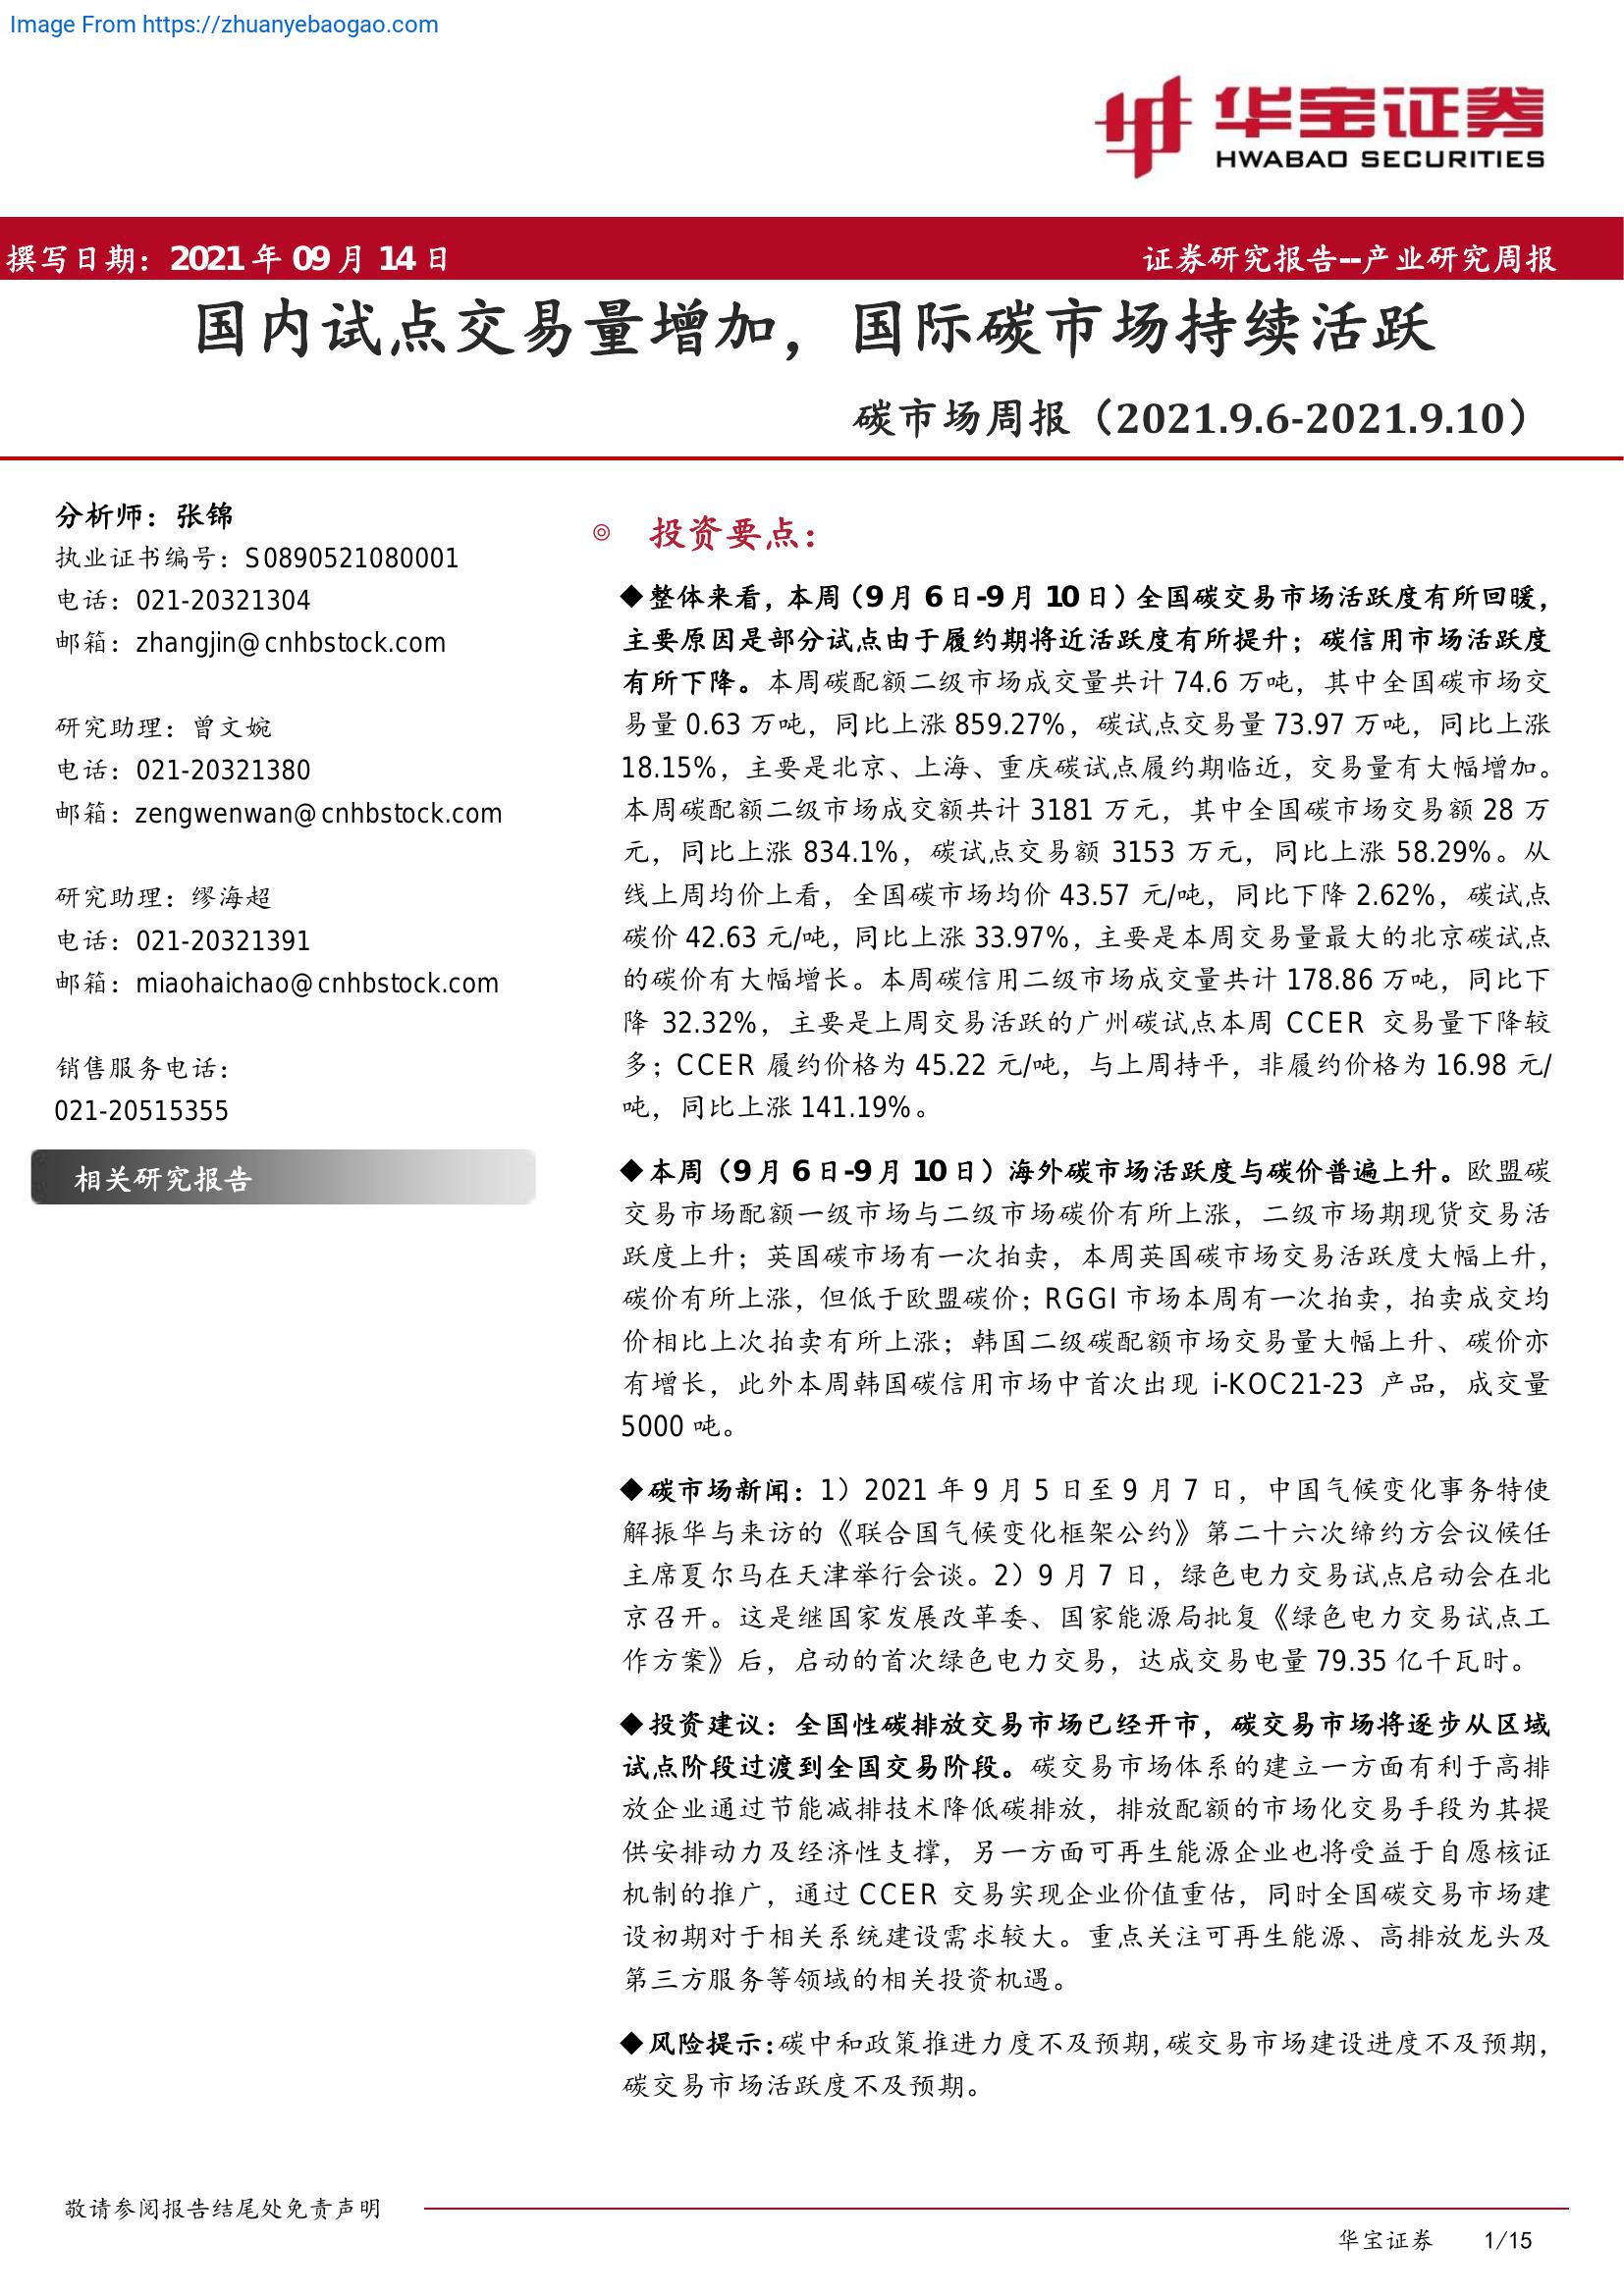 Image From https://zhuanyebaogao.com
华宝证券
HWABAO SECURITIES
撰写日期：2021 年 09 月 14 日
证券研究报告--产业研究周报
国内试点交易量增加，国际碳市场持续活跃
碳市场周报（2021.9.6-2021.9.10）
分析师：张锦
执业证书编号：S0890521080001
电话：021-20321304
邮箱：zhangjin@cnhbstock.com
研究助理：曾文婉
电话：021-20321380
邮箱：zengwenwan@cnhbstock.com
研究助理：缪海超
电话：021-20321391
邮箱：miaohaichao@cnhbstock.com
销售服务电话：
021-20515355
相关研究报告
◎ 投资要点：
◆整体来看，本周（9 月 6 日-9 月 10 日）全国碳交易市场活跃度有所回暖，
主要原因是部分试点由于履约期将近活跃度有所提升；碳信用市场活跃度
有所下降。本周碳配额二级市场成交量共计 74.6 万吨，其中全国碳市场交
易量 0.63 万吨，同比上涨 859.27%，碳试点交易量 73.97 万吨，同比上涨
18.15%，主要是北京、上海、重庆碳试点履约期临近，交易量有大幅增加。
本周碳配额二级市场成交额共计 3181 万元，其中全国碳市场交易额 28 万
元，同比上涨 834.1%，碳试点交易额 3153 万元，同比上涨 58.29%。从
线上周均价上看，全国碳市场均价 43.57 元/吨，同比下降 2.62%，碳试点
碳价 42.63 元/吨，同比上涨 33.97%，主要是本周交易量最大的北京碳试点
的碳价有大幅增长。本周碳信用二级市场成交量共计 178.86 万吨，同比下
降 32.32%，主要是上周交易活跃的广州碳试点本周 CCER 交易量下降较
多；CCER 履约价格为 45.22 元/吨，与上周持平，非履约价格为 16.98 元/
吨，同比上涨 141.19%。
◆本周（9 月 6 日-9 月 10 日）海外碳市场活跃度与碳价普遍上升。欧盟碳
交易市场配额一级市场与二级市场碳价有所上涨，二级市场期现货交易活
跃度上升；英国碳市场有一次拍卖，本周英国碳市场交易活跃度大幅上升，
碳价有所上涨，但低于欧盟碳价；RGGI 市场本周有一次拍卖，拍卖成交均
价相比上次拍卖有所上涨；韩国二级碳配额市场交易量大幅上升、碳价亦
有增长，此外本周韩国碳信用市场中首次出现 i-KOC21-23 产品，成交量
5000 吨。
◆碳市场新闻：1）2021 年 9 月 5 日至 9 月 7 日，中国气候变化事务特使
解振华与来访的《联合国气候变化框架公约》第二十六次缔约方会议候任
主席夏尔马在天津举行会谈。2）9 月 7 日，绿色电力交易试点启动会在北
京召开。这是继国家发展改革委、国家能源局批复《绿色电力交易试点工
作方案》后，启动的首次绿色电力交易，达成交易电量 79.35 亿千瓦时。
◆投资建议：全国性碳排放交易市场已经开市，碳交易市场将逐步从区域
试点阶段过渡到全国交易阶段。碳交易市场体系的建立一方面有利于高排
放企业通过节能减排技术降低碳排放，排放配额的市场化交易手段为其提
供安排动力及经济性支撑，另一方面可再生能源企业也将受益于自愿核证
机制的推广，通过 CCER 交易实现企业价值重估，同时全国碳交易市场建
设初期对于相关系统建设需求较大。重点关注可再生能源、高排放龙头及
第三方服务等领域的相关投资机遇。
◆风险提示：碳中和政策推进力度不及预期，碳交易市场建设进度不及预期，
碳交易市场活跃度不及预期。
敬请参阅报告结尾处免责声明
华宝证券 1/15